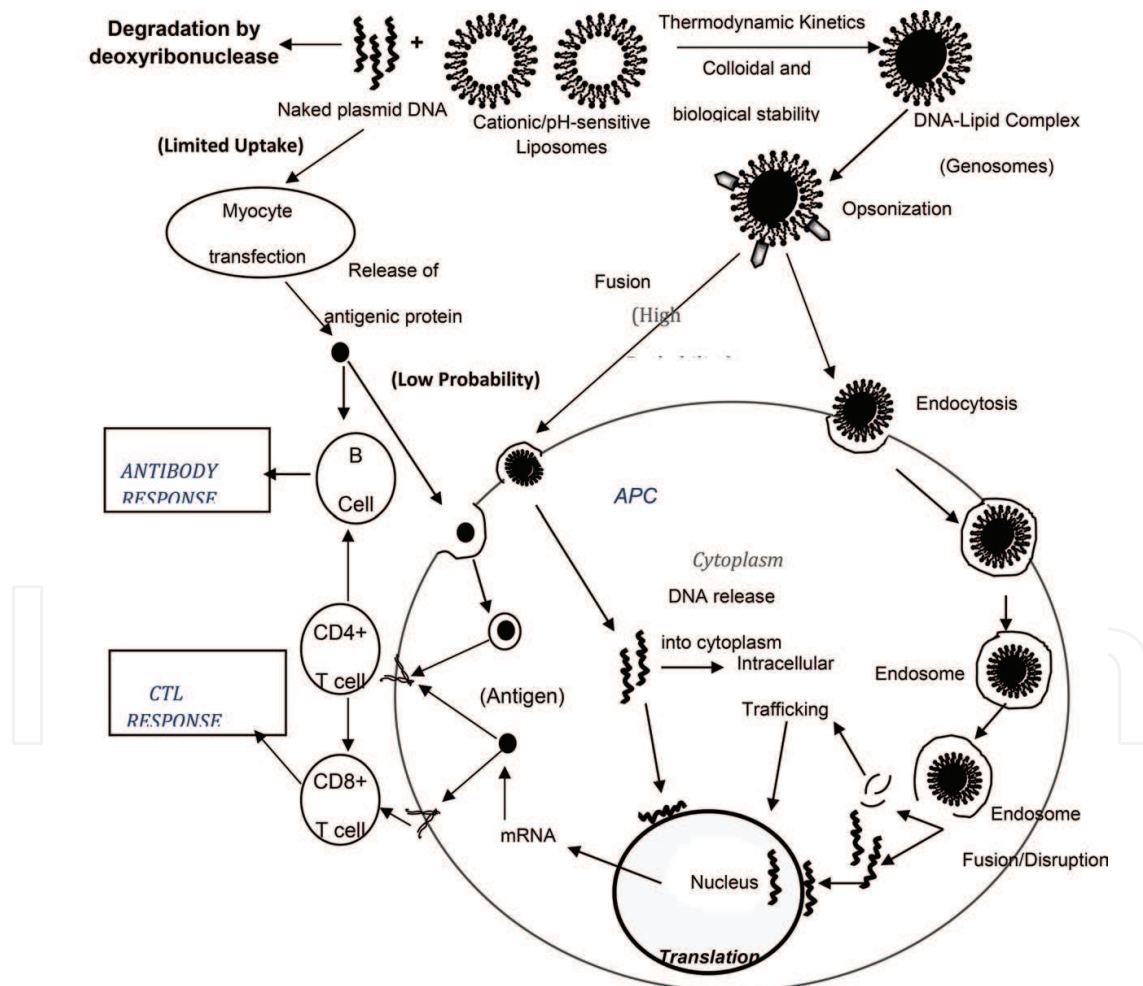 Degradation by
deoxyribonuclease
+
Naked plasmid DNA
Cationic/pH-sensitive
Liposomes
Thermodynamic Kinetics
Colloidal and
biological stability
DNA-Lipid Complex
(Genosomes)
(Limited Uptake)
Myocyte
transfection
Opsonization
Release of
antigenic protein
Fusion
(High
(Low Probability)
Endocytosis
B
Cell
ANTIBODY
RESPONSE
APC
Cytoplasm
DNA release
into cytoplasm
Intracellular
Trafficking
CD4+
T cell
(Antigen)
Endosome
CTL
RESPONSE
CD8+
T cell
mRNA
Endosome
Fusion/Disruption
Nucleus
Translation